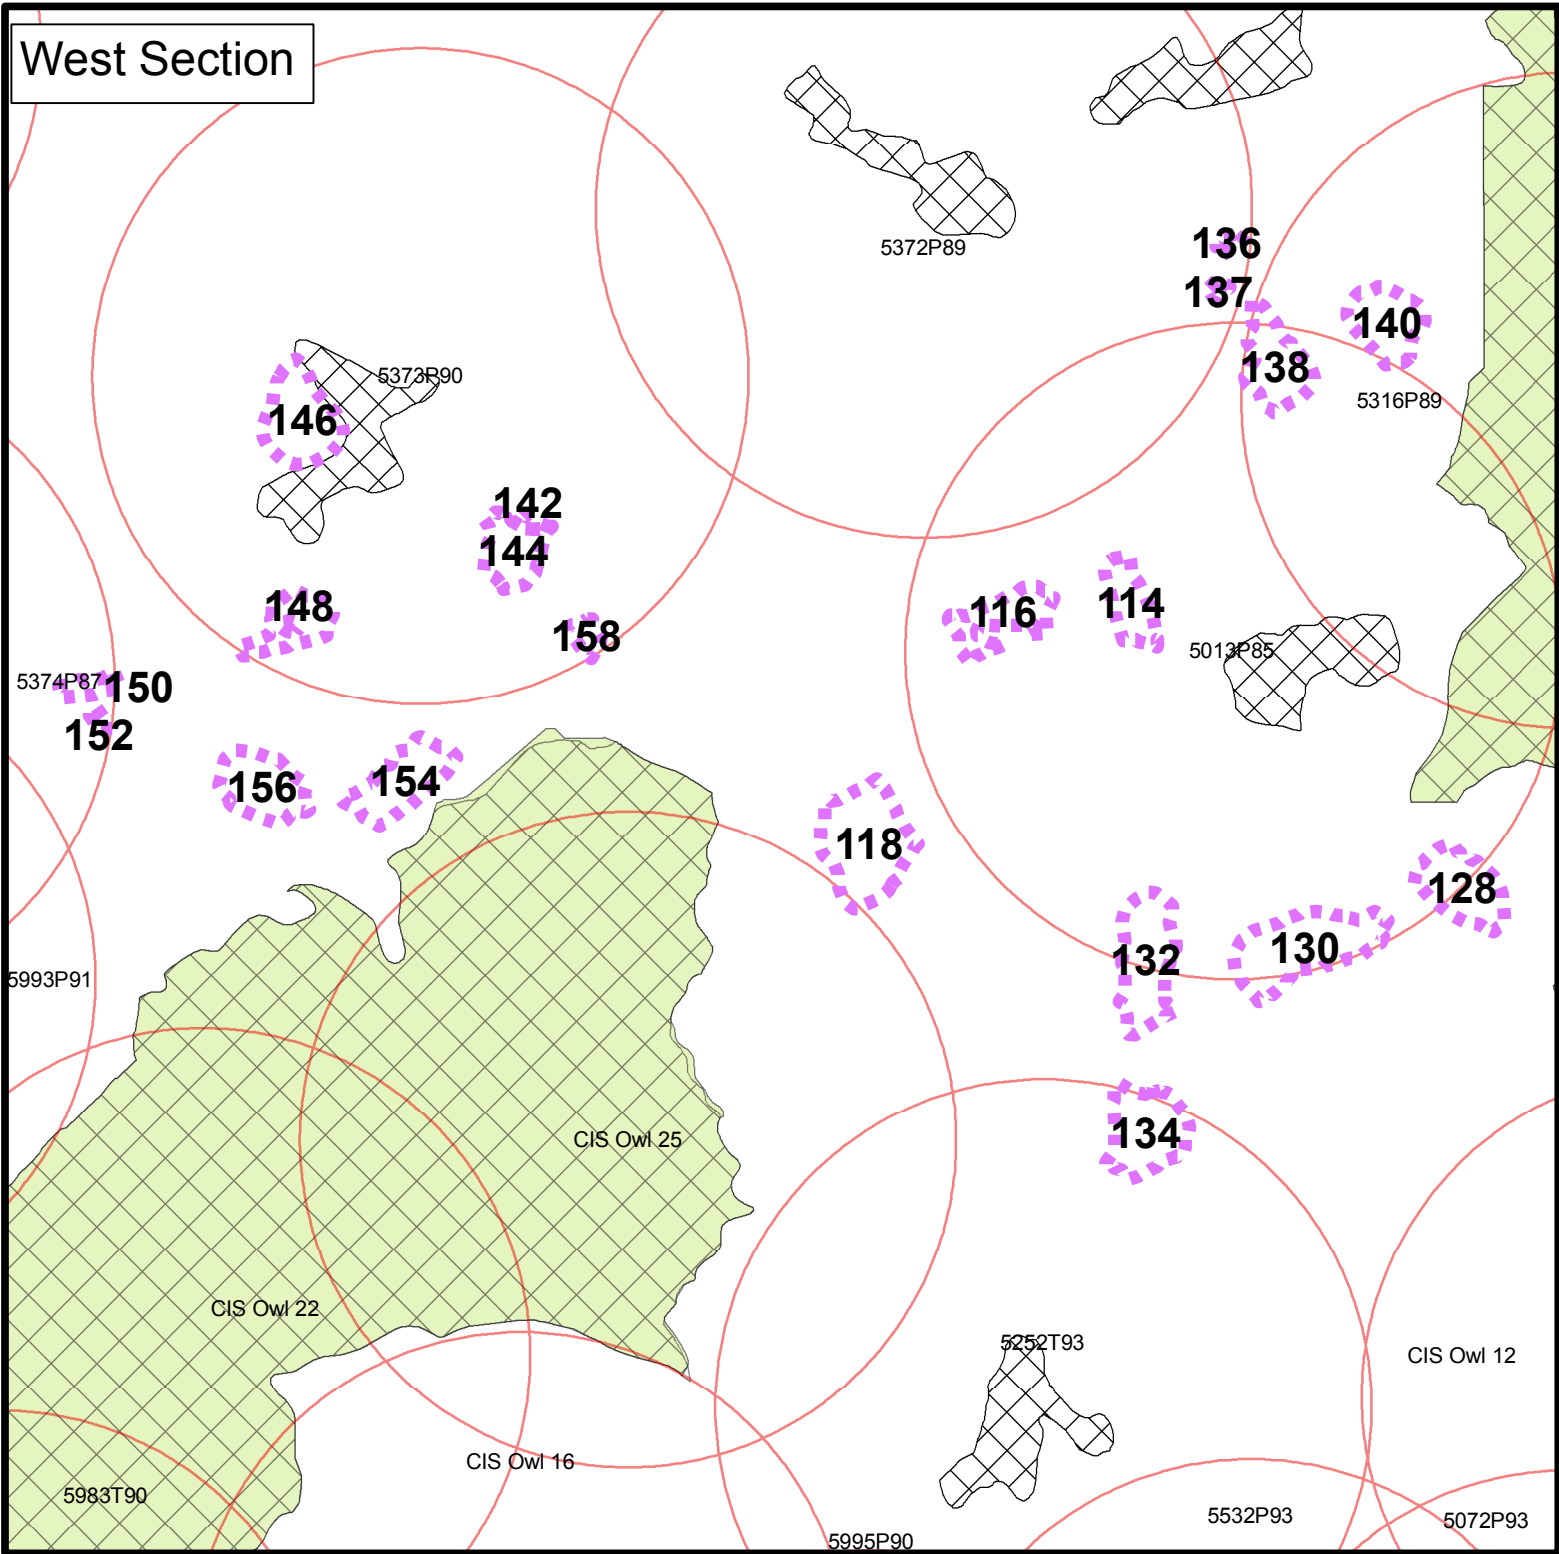 West Section
136
5372P89
137
140
138
5373P90
5316P89
146
142
144
148
116
114
158
5013P85
5374P87
150
152
156
154
118
128
130
132
5993P91
134
CIS Owl 25
CIS Owl 22
5252T93
CIS Owl 12
CIS Owl 16
5983T90
5532P93
5072P93
5995P90